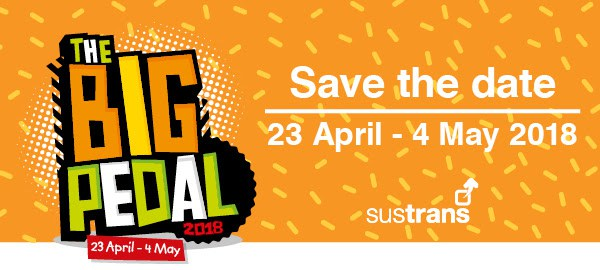 THE
BIG
PEDAL
2018
23 April - 4 May
Save the date
23 April - 4 May 2018
sustrans